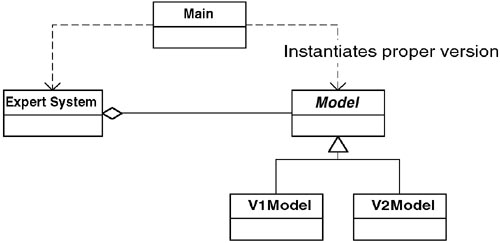 Main
Instantiates proper version
Expert System
Model
V1Model
V2Model